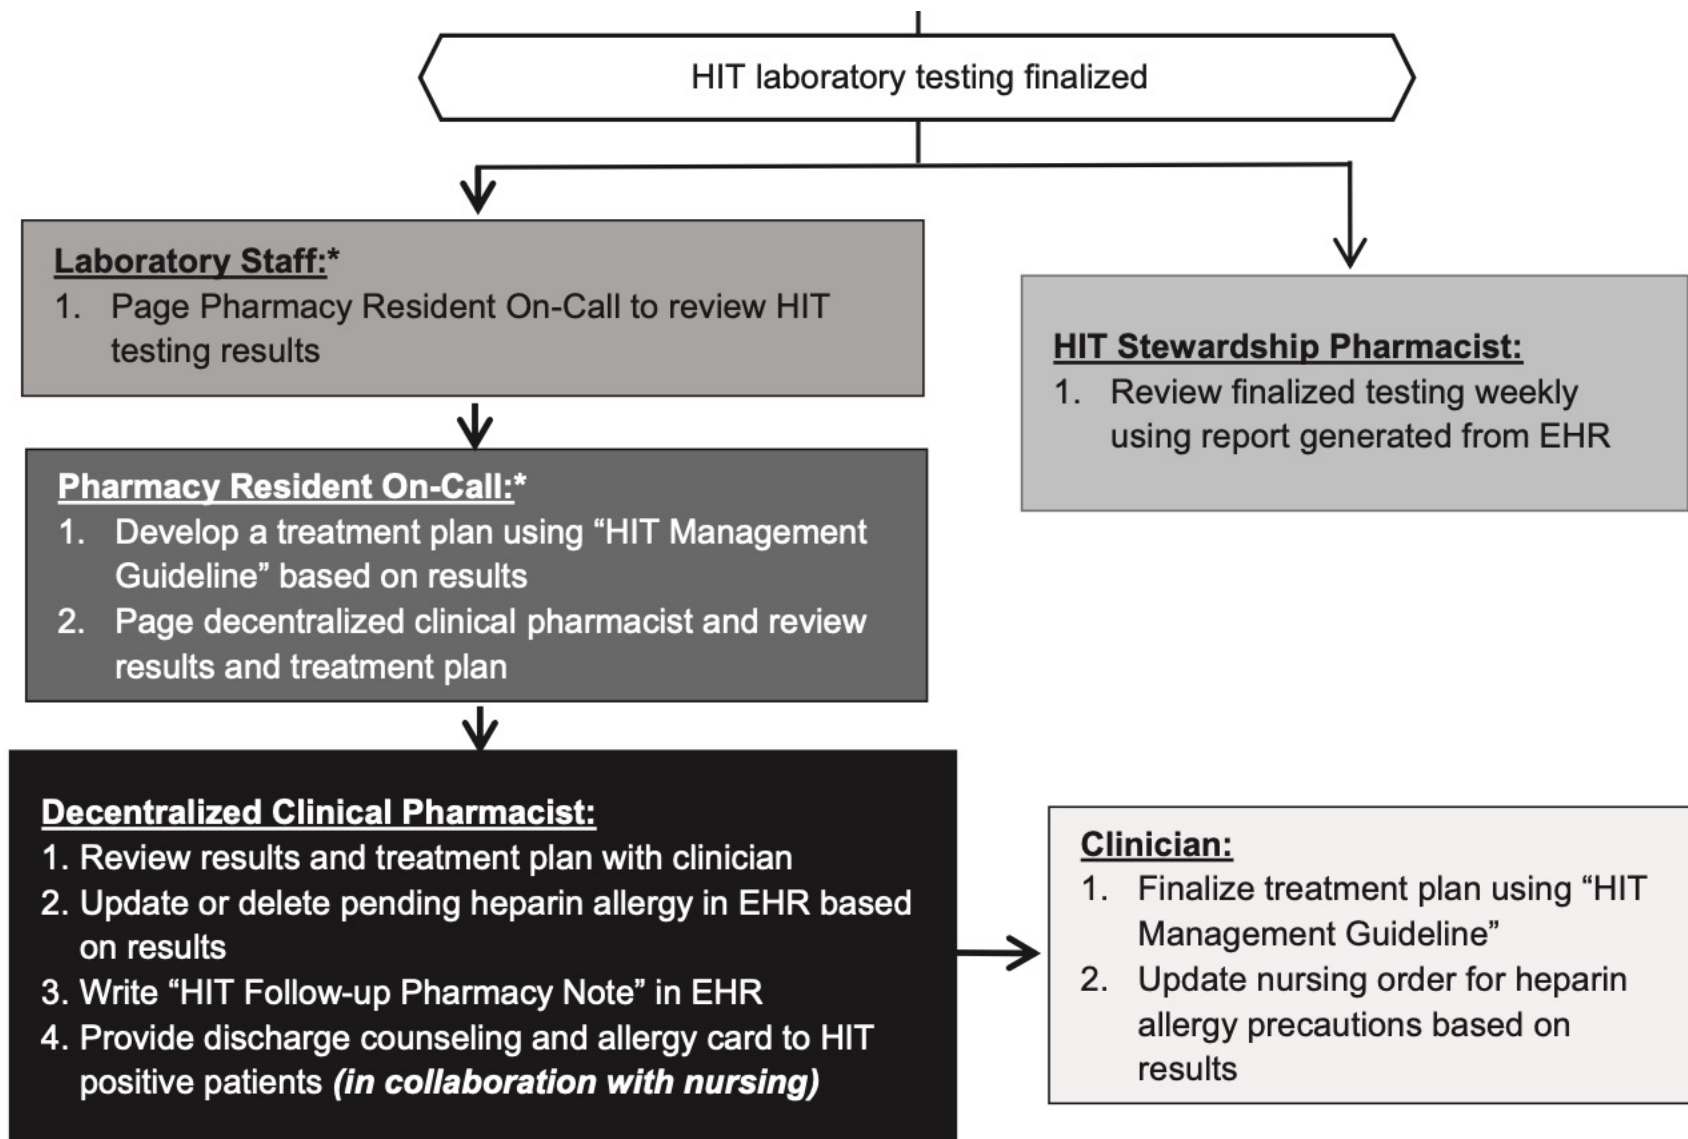 HIT laboratory testing finalized
Laboratory Staff:*
1. Page Pharmacy Resident On-Call to review HIT
testing results
HIT Stewardship Pharmacist:
1. Review finalized testing weekly
using report generated from EHR
Pharmacy Resident On-Call:*
1. Develop a treatment plan using “HIT Management
Guideline” based on results
2. Page decentralized clinical pharmacist and review
results and treatment plan
Decentralized Clinical Pharmacist:
1. Review results and treatment plan with clinician
2. Update or delete pending heparin allergy in EHR based
on results
3. Write “HIT Follow-up Pharmacy Note” in EHR
4. Provide discharge counseling and allergy card to HIT
positive patients (in collaboration with nursing)
Clinician:
1. Finalize treatment plan using “HIT
Management Guideline”
2. Update nursing order for heparin
allergy precautions based on
results